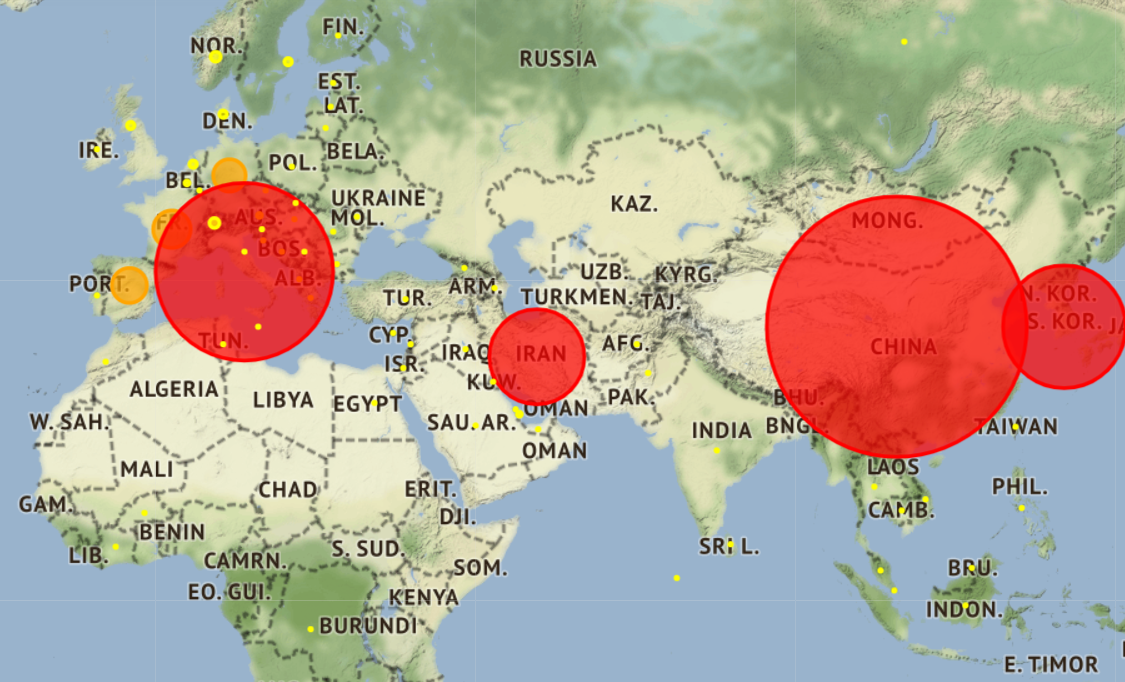 FIN.
NOR.
RUSSIA
EST.
LAT.
DEN.
IRE.
POL.
BELA.
BEL.
UKRAINE
MOL.
KAZ.
FR.
AUS.
MONG.
BOS.
ALB.
PORT.
ARM.
UZB.
KYRG.
TUR.
TURKMEN.
TAJ.
N. KOR.
S. KOR.
CYP.
TUN.
IRAQ
IRAN
AFG.
CHINA
ISR.
KUW.
ALGERIA
LIBYA
EGYPT
PAK.
BHU.
OMAN
W. SAH.
SAU. AR.
INDIA
BNGL.
TAIWAN
OMAN
MALI
LAOS
CHAD
ERIT.
PHIL.
GAM.
DJI.
CAMB.
BENIN
LIB.
S. SUD.
SRI L.
CAMRN.
SOM.
BRU.
EO. GUI.
KENYA
INDON.
BURUNDI
E. TIMOR